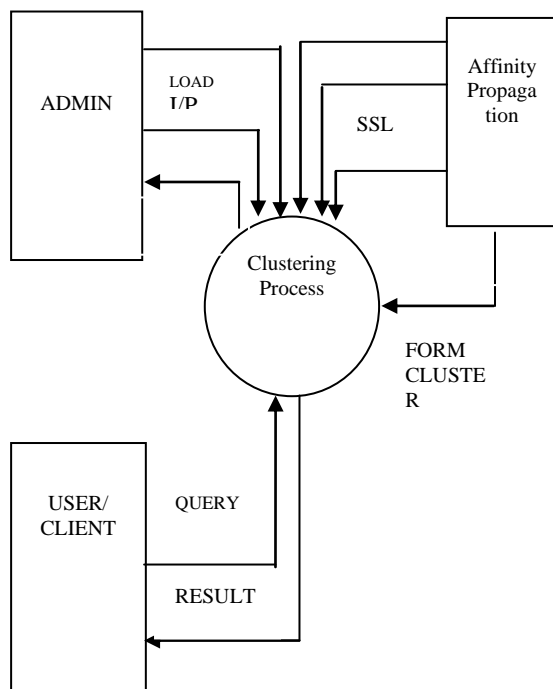 ADMIN
LOAD
I/P
SSL
Affinity
Propaga
tion
Clustering
Process
FORM
CLUSTE
R
USER/
CLIENT
QUERY
RESULT